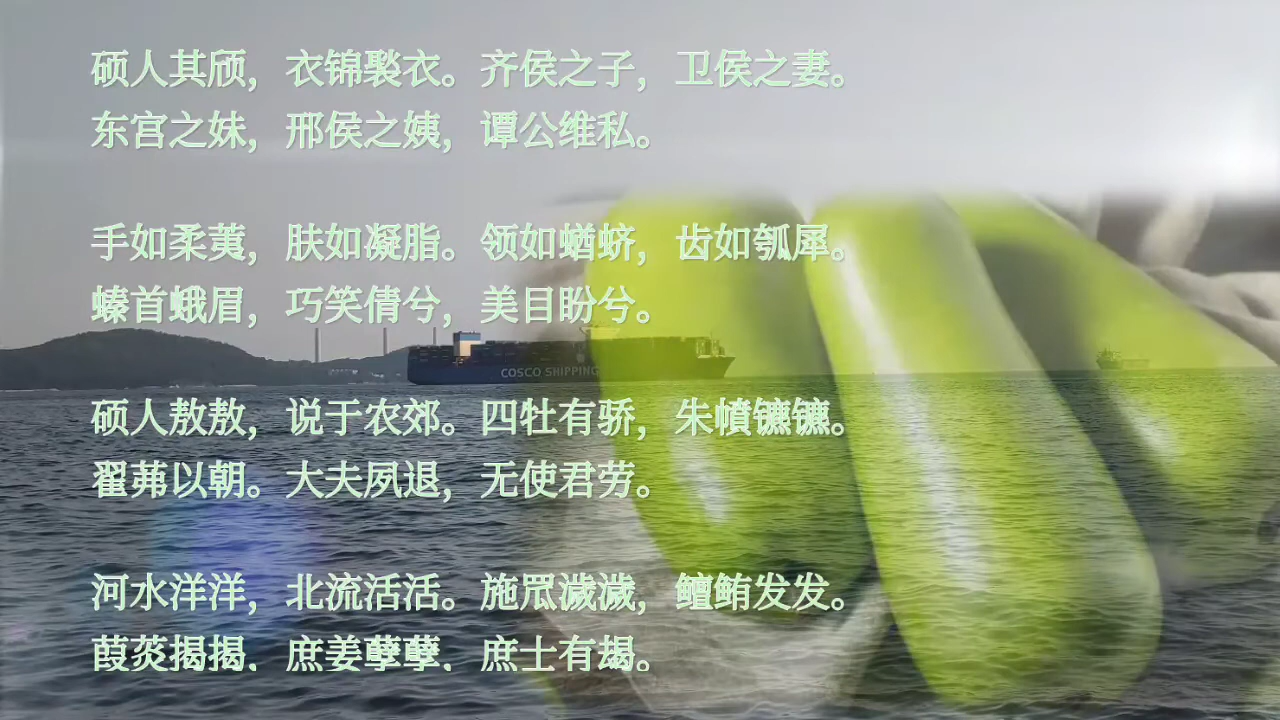 硕人其颀，衣锦褧衣。齐侯之子，卫侯之妻。
东宫之妹，邢侯之姨，谭公维私。
手如柔荑，肤如凝脂。领如蝤蛴，齿如瓠犀。
螓首蛾眉，巧笑倩兮，美目盼兮。
COSCO SHIPPING
硕人敖敖，说于农郊。四牡有骄，朱幩镳镳。
翟茀以朝。大夫夙退，无使君劳。
河水洋洋，北流活活。施罛濊濊，鳣鲔发发。
葭菼揭揭，庶姜孽孽，庶士有朅。